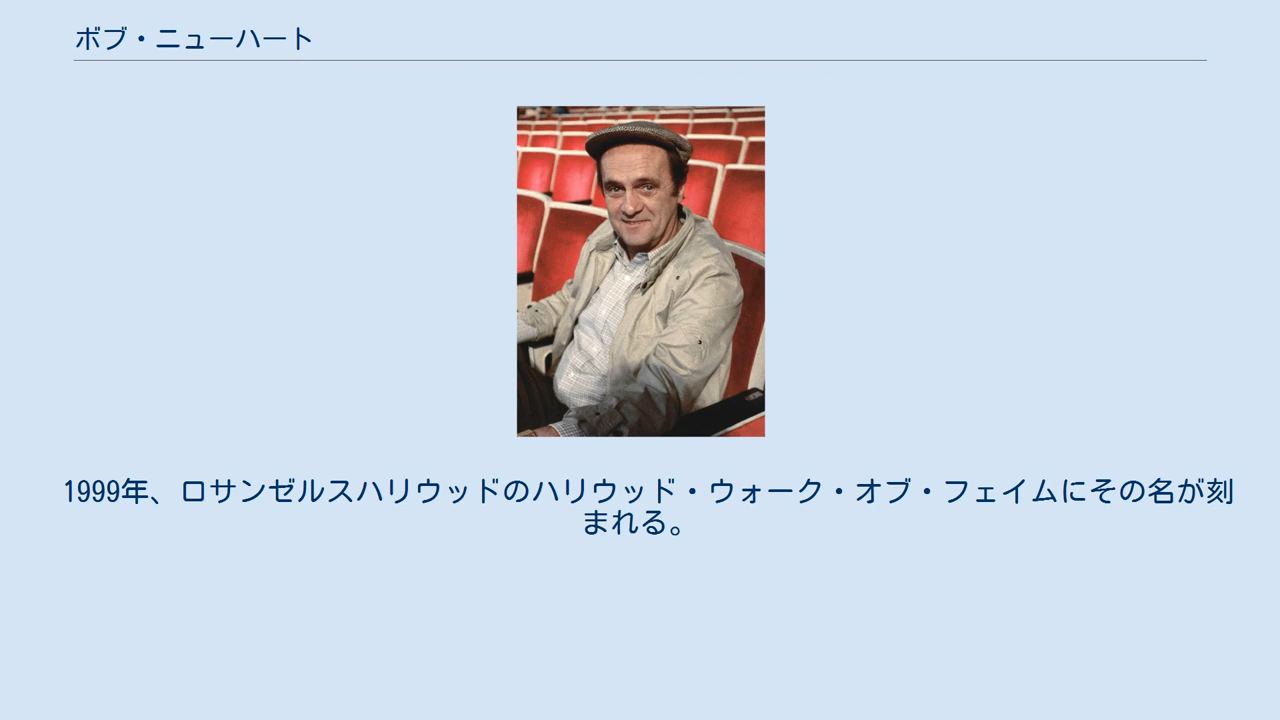 ボブ・ニューハート
1999年、ロサンゼルスハリウッドのハリウッド・ウォーク・オブ・フェイムにその名が刻
まれる。